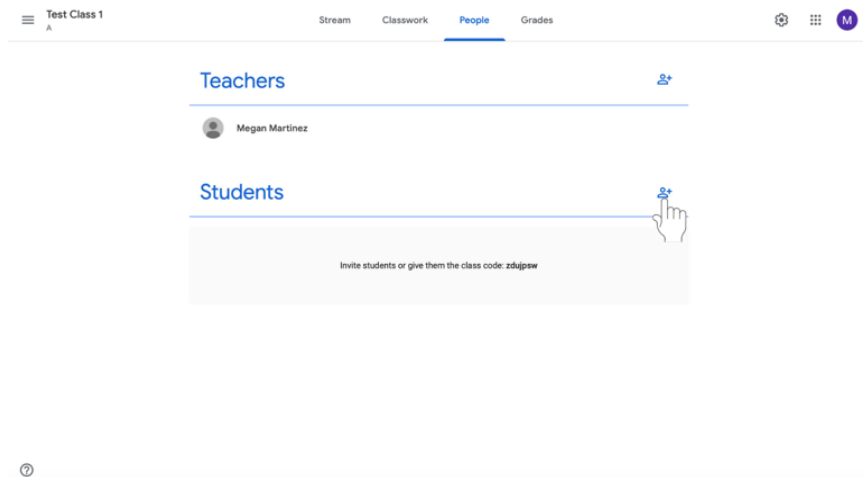 Test Class 1
A
Stream Classwork People Grades
M
Teachers
Megan Martinez
Students
Invite students or give them the class code: zdujpsw